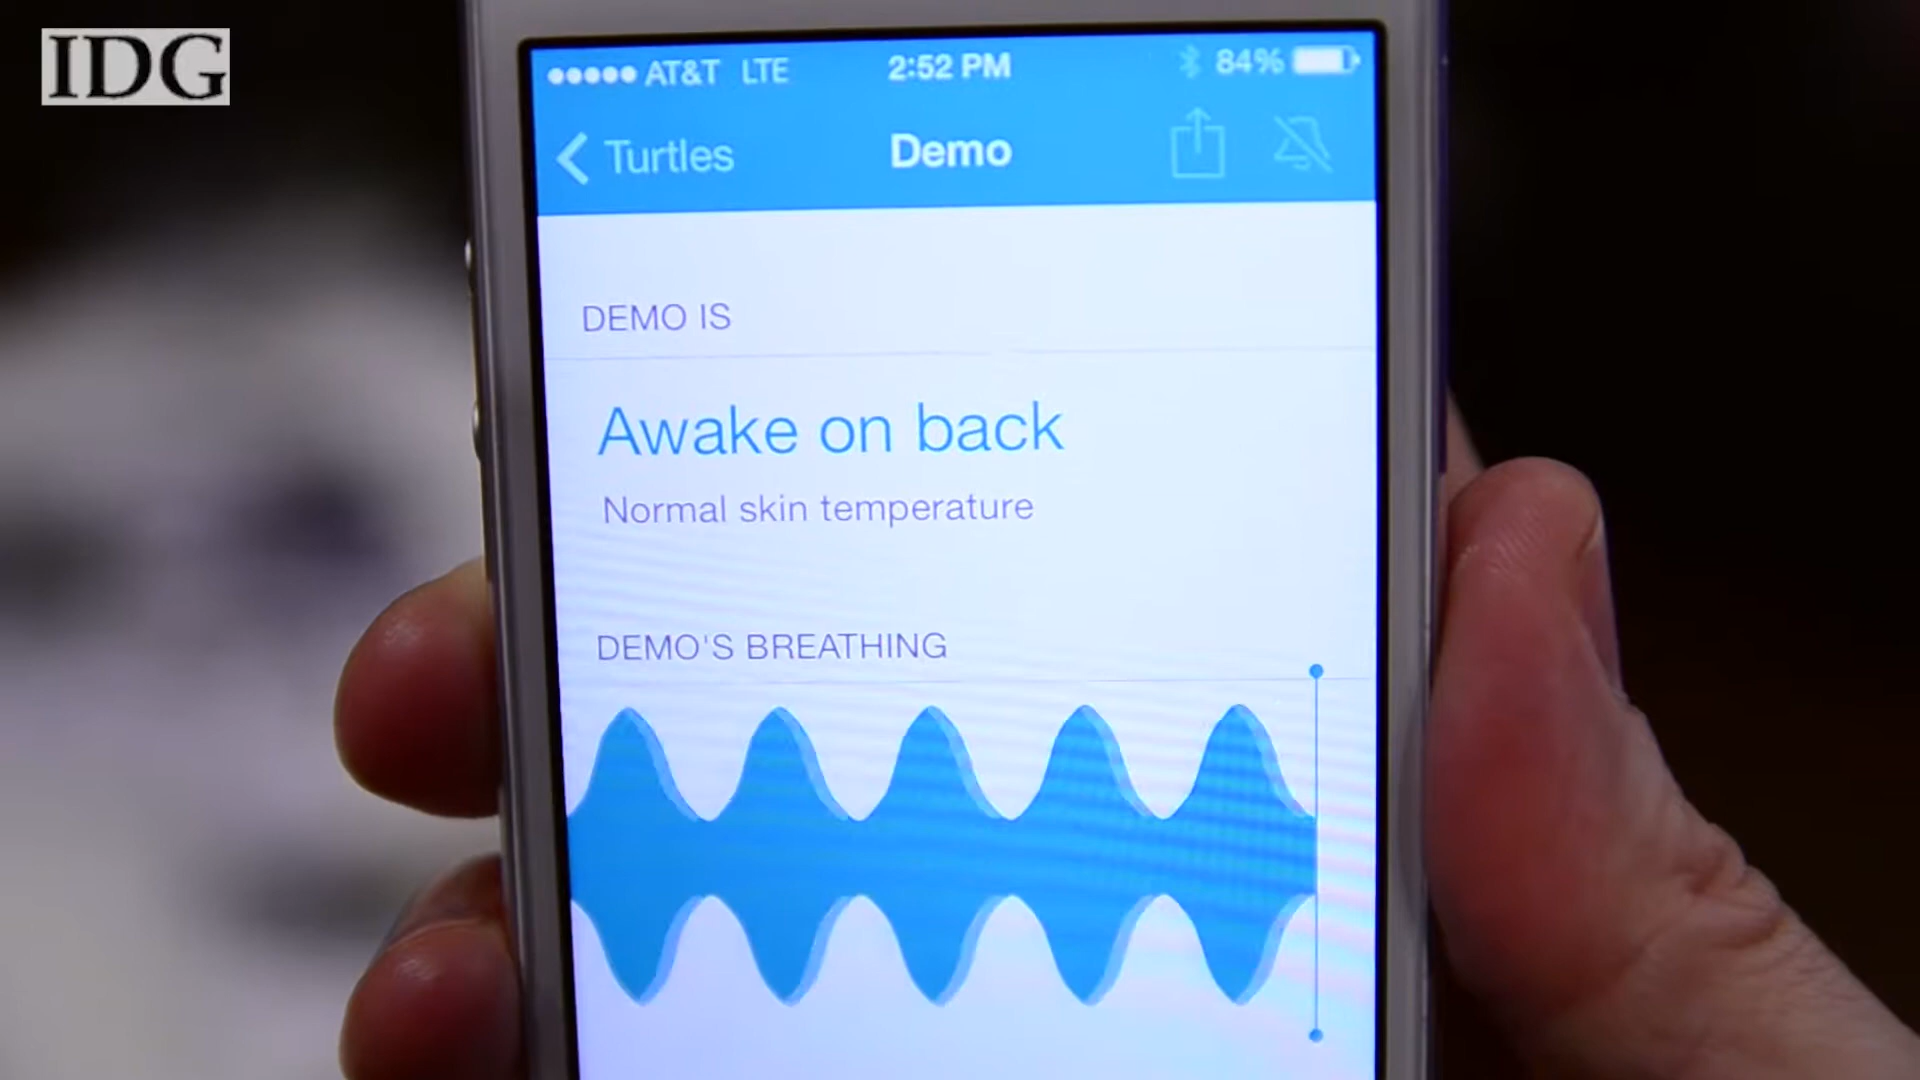 IDG
●●●●● AT&T LTE 2:52 PM 84%
Turtles Demo
DEMO IS
Awake on back
Normal skin temperature
DEMO'S BREATHING